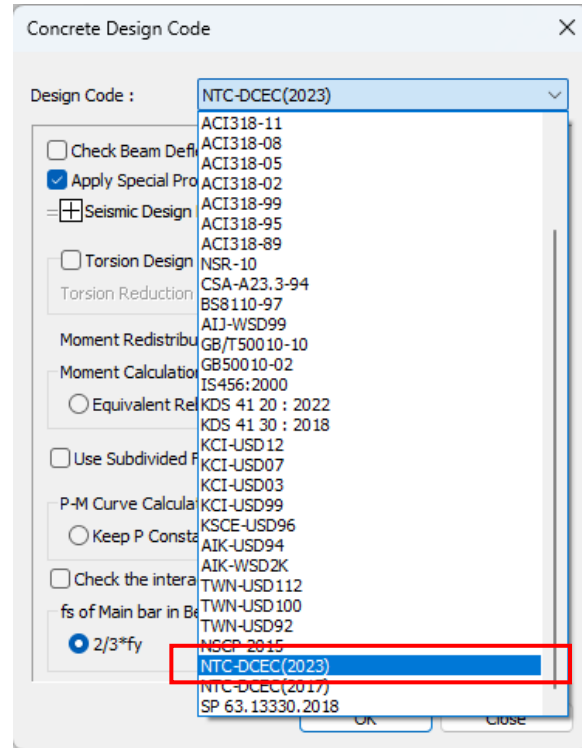 Concrete Design Code
Design Code : NTC-DCEC(2023)
ACI318-11
Check Beam Defl ACI318-08
ACI318-05
Apply Special Pro ACI318-02
ACI318-99
Seismic Design ACI318-95
ACI318-89
Torsion Design NSR-10
CSA-A23.3-94
Torsion Reduction BS8110-97
AIJ-WSD99
Moment Redistribu GB/T50010-10
GB50010-02
Moment Calculation IS456:2000
Equivalent Re KDS 41 20 : 2022
KDS 41 30 : 2018
KCI-USD12
Use Subdivided F KCI-USD07
KCI-USD03
P-M Curve Calcula KCI-USD99
KSCE-USD96
Keep P Consta AIK-USD94
AIK-WSD2K
Check the intera TWN-USD112
TWN-USD100
fs of Main bar in Be TWN-USD92
NSCP 2015
2/3*fy NTC-DCEC(2023)
NTC-DCEC(2017)
SP 63.13330.2018
OK Close